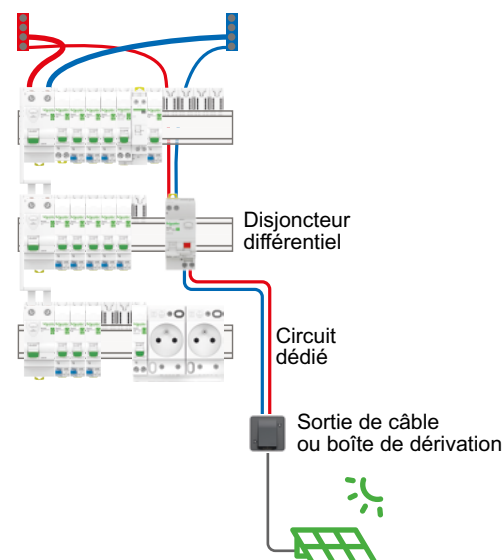 Disjoncteur
différentiel
Circuit
dédié
Sortie de câble
ou boîte de dérivation